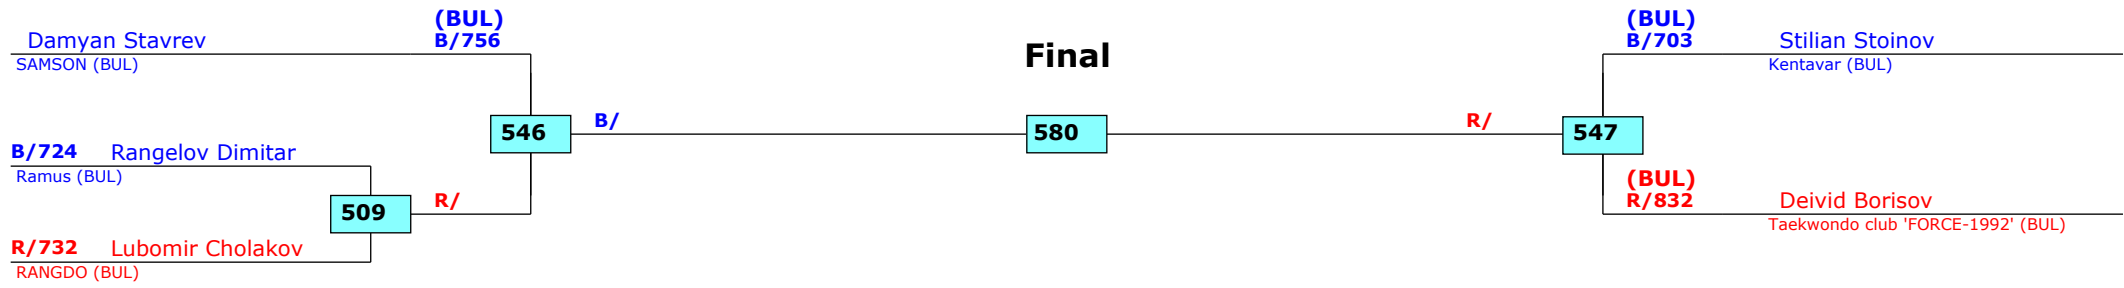 (BUL)
Damyan Stavrev B/756
SAMSON (BUL)
Final
(BUL)
B/703 Stilian Stoinov
Kentavar (BUL)
546 B/ 580 R/ 547
B/724 Rangelov Dimitar
Ramus (BUL)
509 R/
R/732 Lubomir Cholakov
RANGDO (BUL)
(BUL)
R/832 Deivid Borisov
Taekwondo club 'FORCE-1992' (BUL)